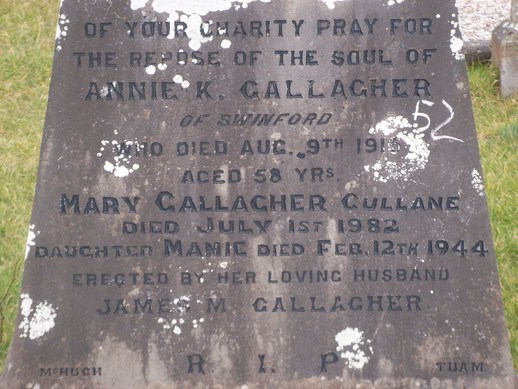 OF YOUR CHARITY PRAY FOR
THE REPOSE OF THE SOUL OF
ANNIE K. GALLAGHER
OF SWINFORD
52
WHO DIED AUG. 9TH
AGED 58 YRS.
MARY GALLAGHER CULLANE
DIED JULY 1ST 1982
DAUGHTED MAMIE DIED FEB. 12TH 1944
ERECTED BY HER LOVING HUSBAND
JAMES M GALLAGHER
R. I. P
MCHUGH TUAM